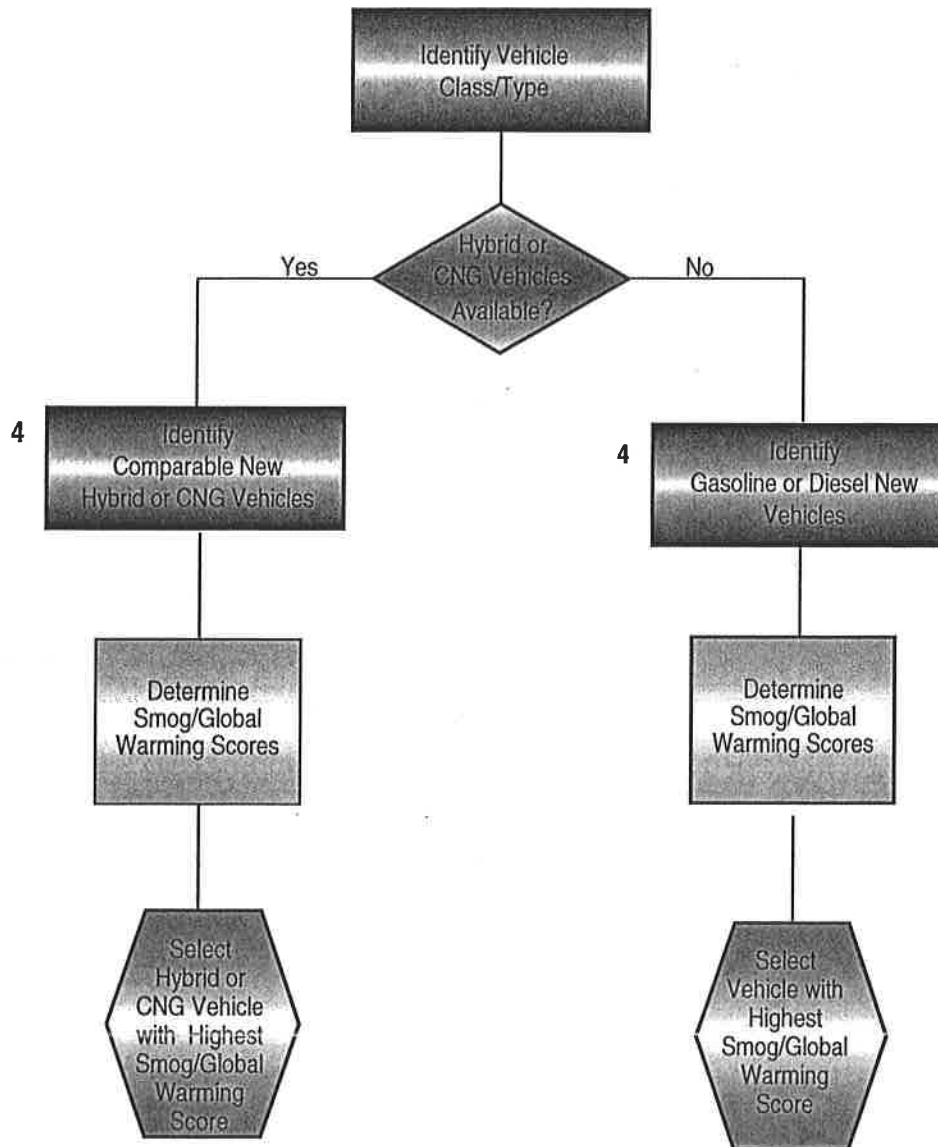 Identify Vehicle
Class/Type
Hybrid or
CNG Vehicles
Available?
Yes
No
4
Identify
Comparable New
Hybrid or CNG Vehicles
4
Identify
Gasoline or Diesel New
Vehicles
Determine
Smog/Global
Warming Scores
Determine
Smog/Global
Warming Scores
Select
Hybrid or
CNG Vehicle
with Highest
Smog/Global
Warming
Score
Select
Vehicle with
Highest
Smog/Global
Warming
Score